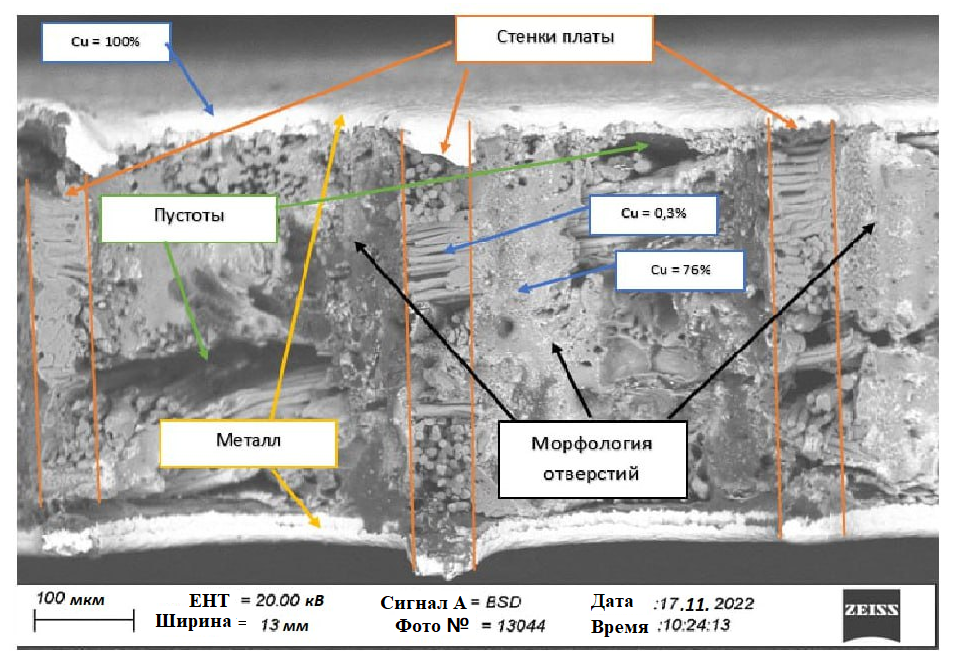 Cu = 100%
Стенки платы
Пустоты
Cu = 0,3%
Cu = 76%
Металл
Морфология
отверстий
100 мкм
ЕНТ = 20.00 кВ
Ширина = 13 мм
Сигнал А = BSD
Фото № = 13044
Дата :17.11.2022
Время :10:24:13
ZEISS